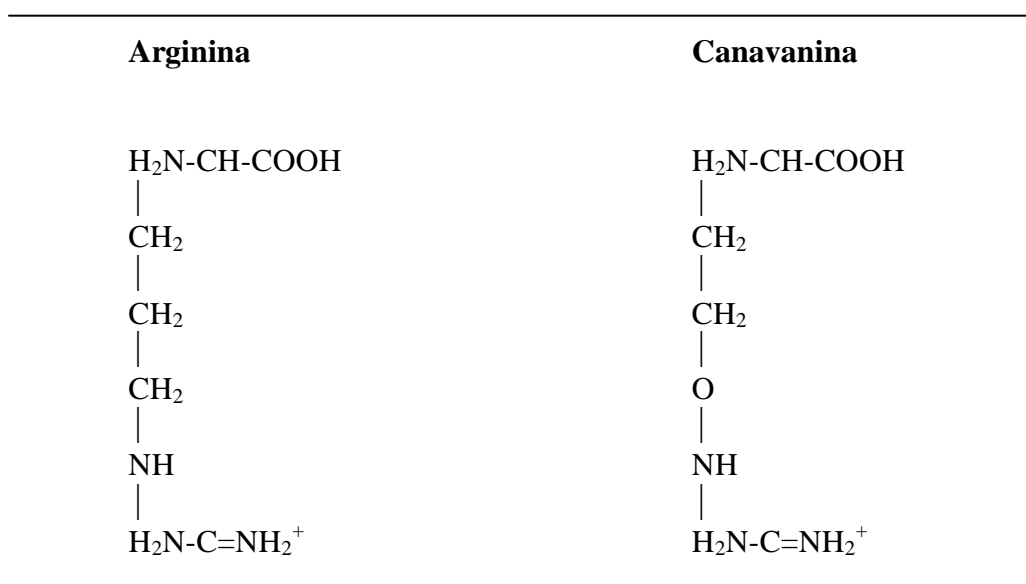 Arginina Canavanina
H₂N-CH-COOH H₂N-CH-COOH
CH₂ CH₂
CH₂ CH₂
CH₂ O
NH NH
H₂N-C=NH₂⁺ H₂N-C=NH₂⁺